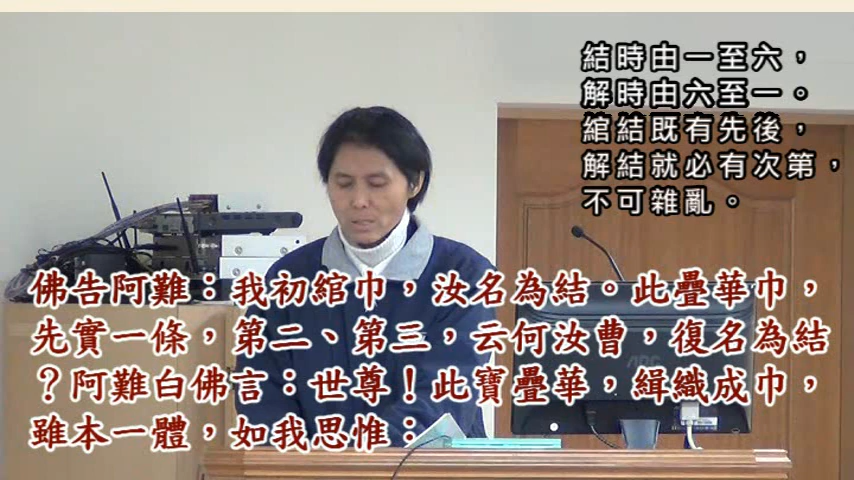 結時由一至六，
解時由六至一。
綰結既有先後，
解結就必有次第，
不可雜亂。
佛告阿難：我初綰巾，汝名為結。此疊華巾，
先實一條，第二、第三，云何汝曹，復名為結
？阿難白佛言：世尊！此寶疊華，緝織成巾，
雖本一體，如我思惟：
AOC